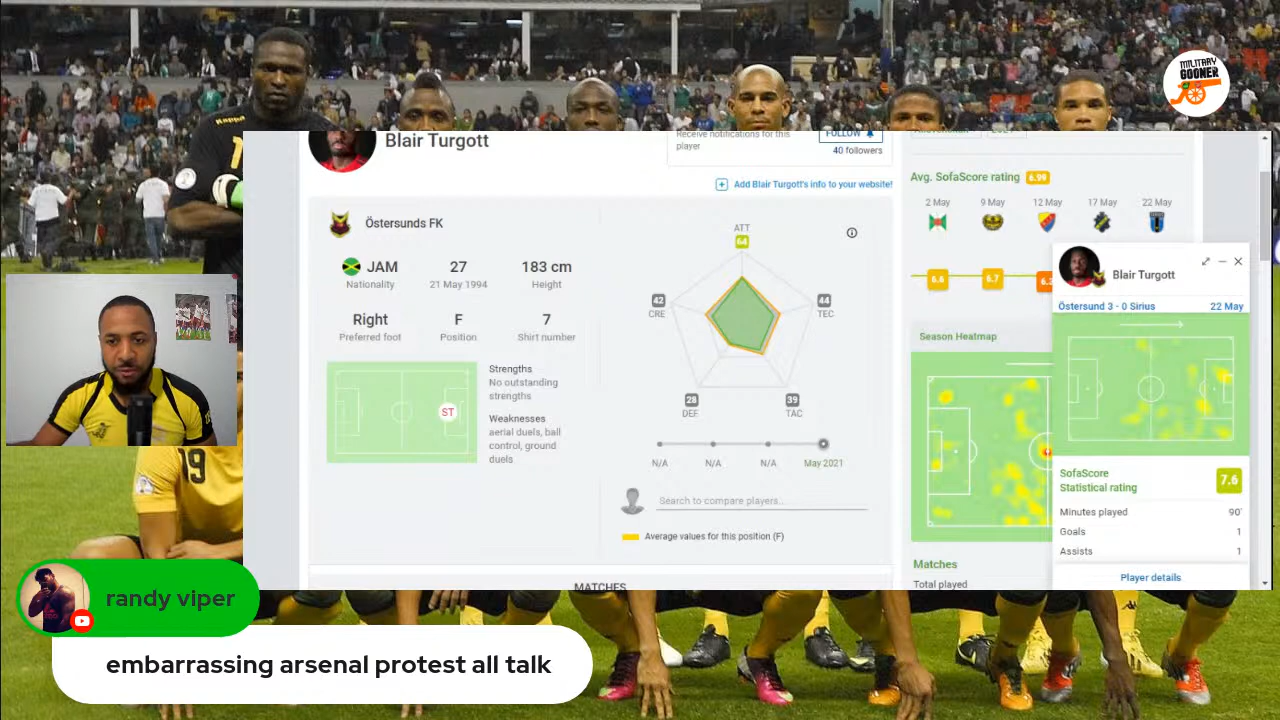 MILITARY
GOONER
Blair Turgott
Receive notifications for this
player
FOLLOW
40 followers
Add Blair Turgott's info to your website!
Östersunds FK
JAM
Nationality
27
21 May 1994
183 cm
Height
Right
Preferred foot
F
Position
7
Shirt number
ST
Strengths
No outstanding
strengths
Weaknesses
aerial duels, ball
control, ground
duels
ATT
64
42
CRE
44
TEC
28
DEF
39
TAC
N/A
N/A
N/A
May 2021
Search to compare players...
Average values for this position (F)
MATCHES
Avg. SofaScore rating 6.99
2 May
9 May
12 May
17 May
22 May
6.6
6.7
Season Heatmap
Matches
Total played
Blair Turgott
Östersund 3 - 0 Sirius
22 May
SofaScore
Statistical rating
7.6
Minutes played 90'
Goals 1
Assists 1
Player details
19
randy viper
embarrassing arsenal protest all talk